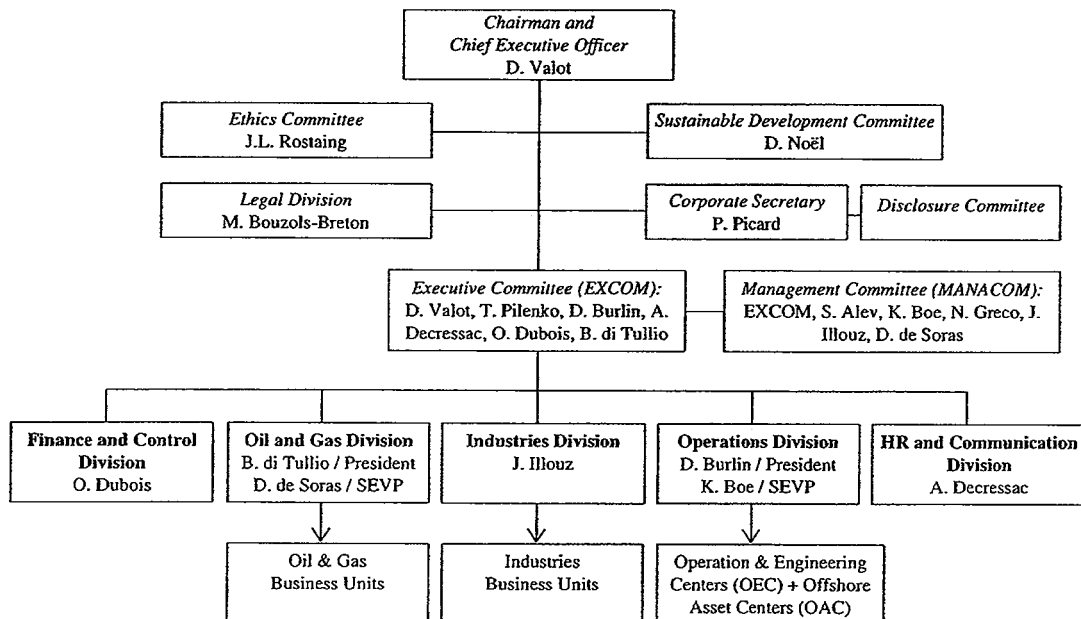 Chairman and
Chief Executive Officer
D. Valot
Ethics Committee
J.L. Rostaing
Sustainable Development Committee
D. Noël
Legal Division
M. Bouzols-Breton
Corporate Secretary
P. Picard
Disclosure Committee
Executive Committee (EXCOM):
D. Valot, T. Pilenko, D. Burlin, A.
Decressac, O. Dubois, B. di Tullio
Management Committee (MANACOM):
EXCOM, S. Alev, K. Boe, N. Greco, J.
Illouz, D. de Soras
Finance and Control
Division
O. Dubois
Oil and Gas Division
B. di Tullio / President
D. de Soras / SEVP
Industries Division
J. Illouz
Operations Division
D. Burlin / President
K. Boe / SEVP
HR and Communication
Division
A. Decressac
Oil & Gas
Business Units
Industries
Business Units
Operation & Engineering
Centers (OEC) + Offshore
Asset Centers (OAC)